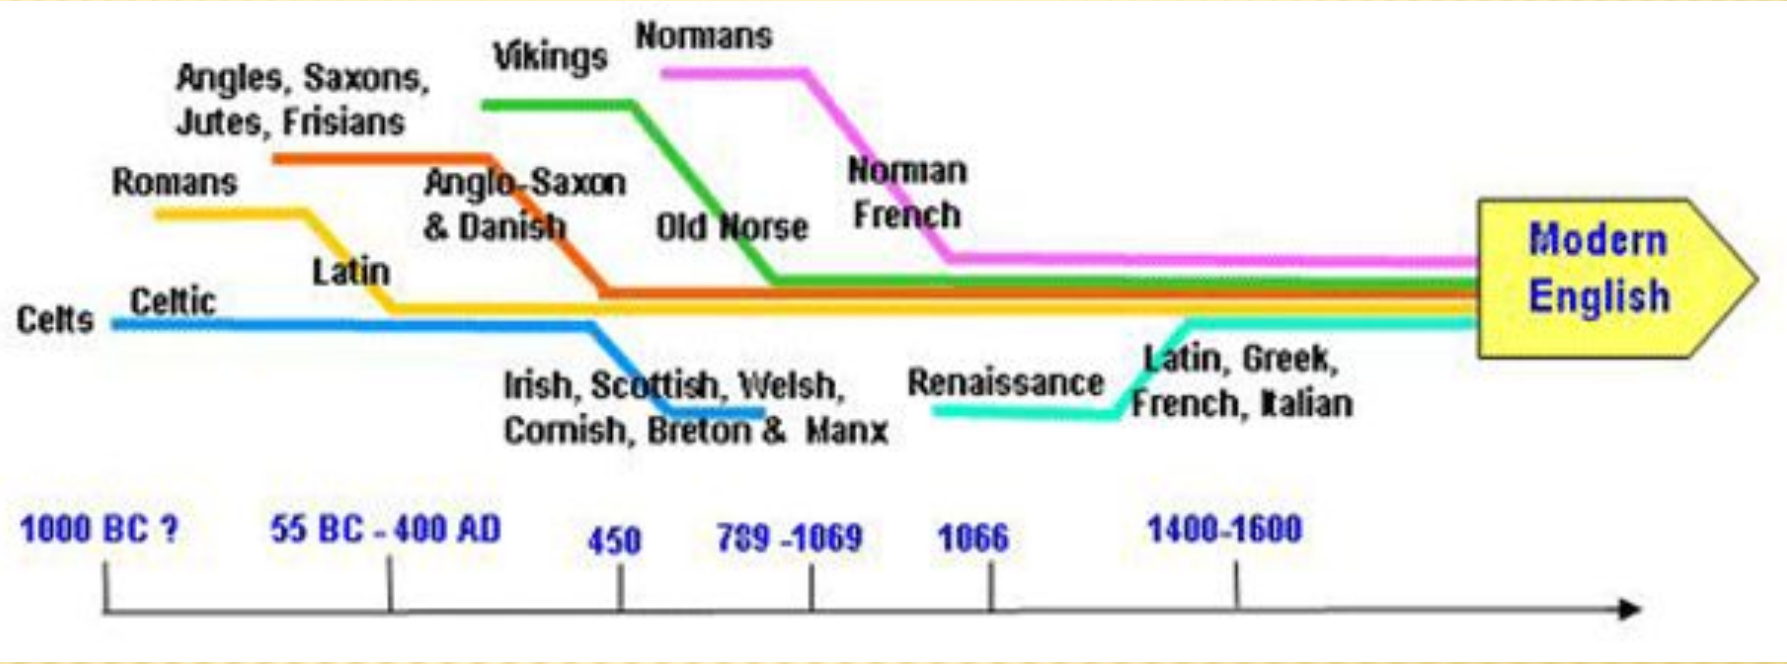 Normans
Vikings
Angles, Saxons,
Jutes, Frisians
Romans
Anglo-Saxon
& Danish
Norman
French
Old Norse
Modern
English
Latin
Celtic
Celts
Irish, Scottish, Welsh,
Cornish, Breton & Manx
Renaissance
Latin, Greek,
French, Italian
1000 BC ?
55 BC - 400 AD
450
789 -1069
1066
1400-1600